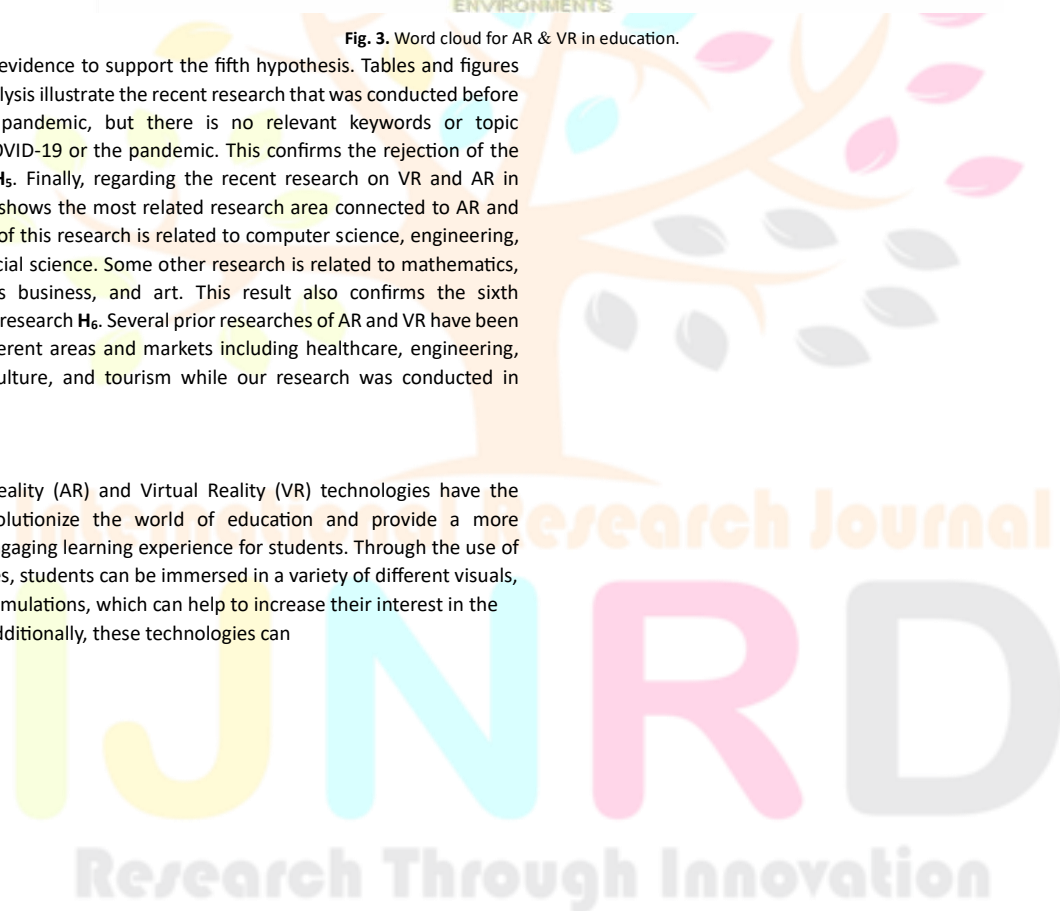 ENVIRONMENTS
Fig. 3. Word cloud for AR & VR in education.
evidence to support the fifth hypothesis. Tables and figures
lysis illustrate the recent research that was conducted before
pandemic, but there is no relevant keywords or topic
OVID-19 or the pandemic. This confirms the rejection of the
H₅. Finally, regarding the recent research on VR and AR in
shows the most related research area connected to AR and
of this research is related to computer science, engineering,
cial science. Some other research is related to mathematics,
s business, and art. This result also confirms the sixth
research H₆. Several prior researches of AR and VR have been
erent areas and markets including healthcare, engineering,
ulture, and tourism while our research was conducted in
eality (AR) and Virtual Reality (VR) technologies have the
olutionize the world of education and provide a more
gaging learning experience for students. Through the use of
es, students can be immersed in a variety of different visuals,
mulations, which can help to increase their interest in the
dditionally, these technologies can
International Research Journal
IJNRD
Research Through Innovation